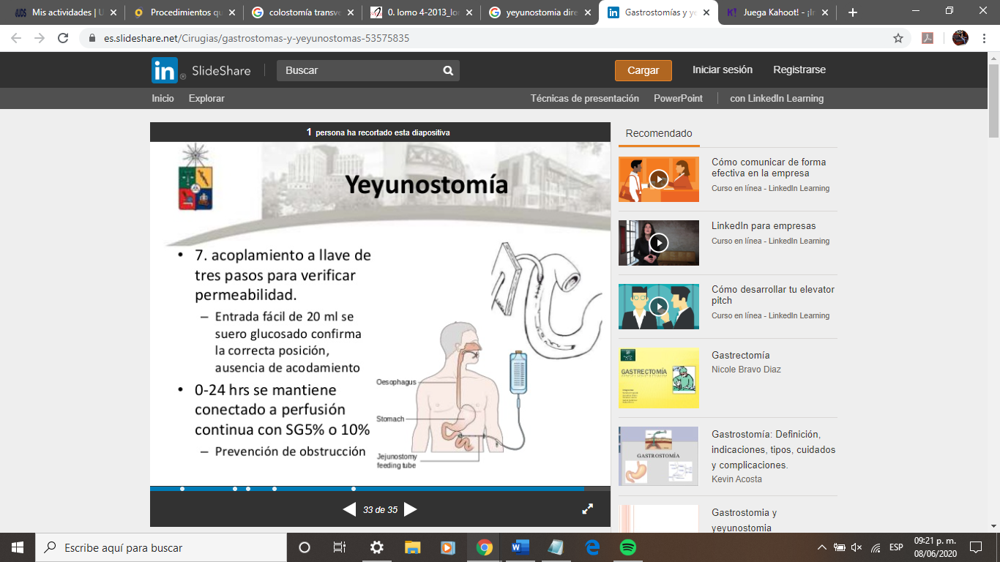 Mis actividades | U
Procedimientos qu
colostomía transve
0. lomo 4-2013_lo
yeyunostomia dire
Gastrostomías y ye
Juega Kahoot! - ¡In
es.slideshare.net/Cirugias/gastrostomas-y-yeyunostomas-53575835
in SlideShare
Buscar
Cargar
Iniciar sesión
Registrarse
Inicio
Explorar
Técnicas de presentación
PowerPoint
con LinkedIn Learning
1 persona ha recortado esta diapositiva
Yeyunostomía
• 7. acoplamiento a llave de
tres pasos para verificar
permeabilidad.
– Entrada fácil de 20 ml se
suero glucosado confirma
la correcta posición,
ausencia de acodamiento
• 0-24 hrs se mantiene
conectado a perfusión
continua con SG5% o 10%
– Prevención de obstrucción
Oesophagus
Stomach
Jejunostomy
feeding tube
33 de 35
Recomendado
Cómo comunicar de forma
efectiva en la empresa
Curso en línea - LinkedIn Learning
LinkedIn para empresas
Curso en línea - LinkedIn Learning
Cómo desarrollar tu elevator
pitch
Curso en línea - LinkedIn Learning
GASTRECTOMÍA
Gastrectomía
Nicole Bravo Diaz
GASTROSTOMÍA
Gastrostomía: Definición,
indicaciones, tipos, cuidados
y complicaciones.
Kevin Acosta
Gastrostomia y
yeyunostomia
Escribe aquí para buscar
ESP
09:21 p. m.
08/06/2020